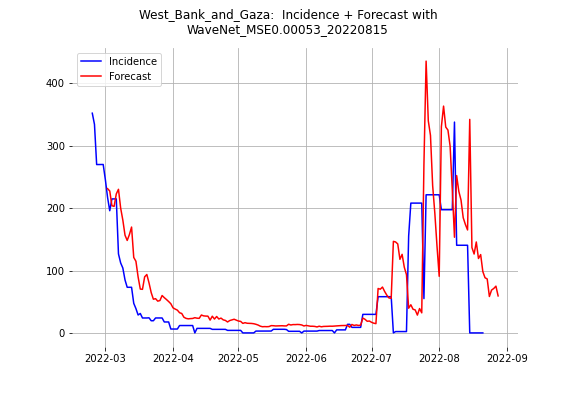 West_Bank_and_Gaza:  Incidence + Forecast with
WaveNet_MSE0.00053_20220815
Incidence
Forecast
400
300
200
100
0
2022-03 2022-04 2022-05 2022-06 2022-07 2022-08 2022-09